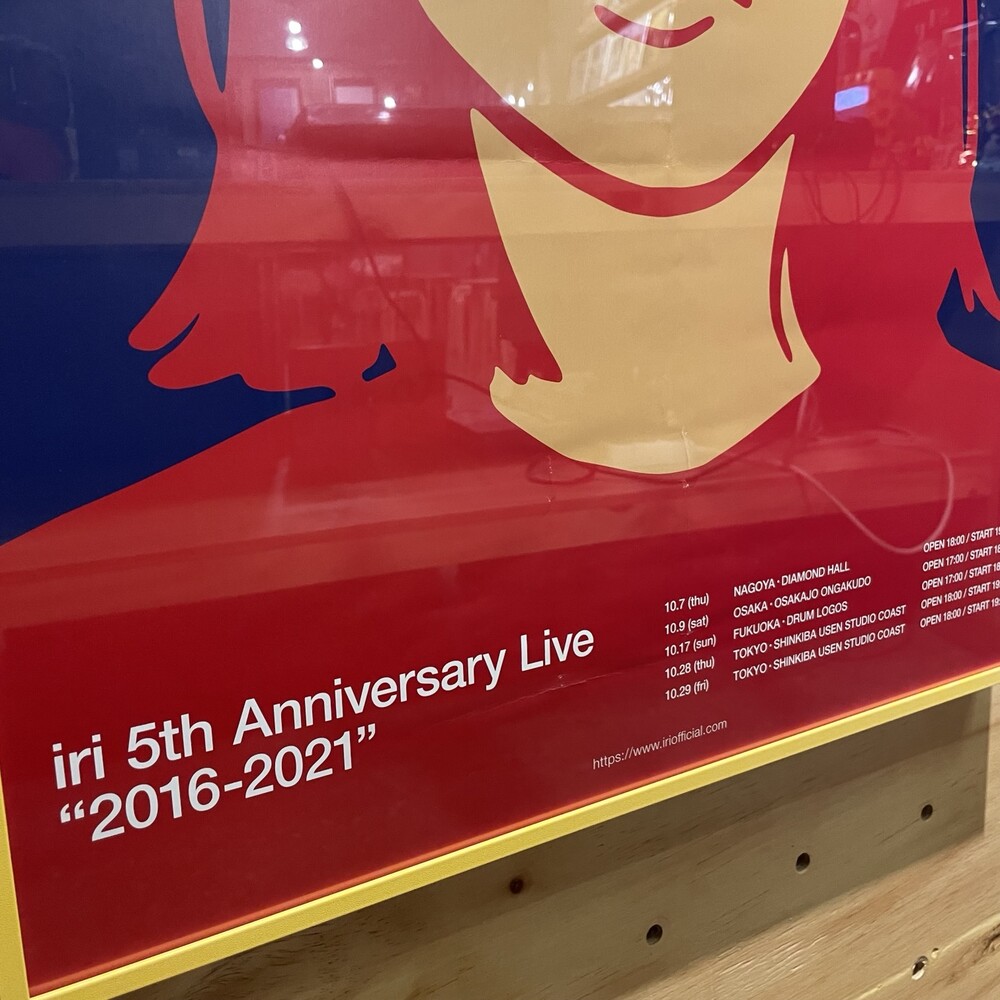 iri 5th Anniversary Live
“2016-2021”
10.7 (thu) NAGOYA・DIAMOND HALL OPEN 18:00 / START
10.9 (sat) OSAKA・OSAKAJO ONGAKUDO OPEN 17:00 / START
10.17 (sun) FUKUOKA・DRUM LOGOS OPEN 17:00 / START
10.28 (thu) TOKYO・SHINKIBA USEN STUDIO COAST OPEN 18:00 / START
10.29 (fri) TOKYO・SHINKIBA USEN STUDIO COAST OPEN 18:00 / START
https://www.iriofficial.com